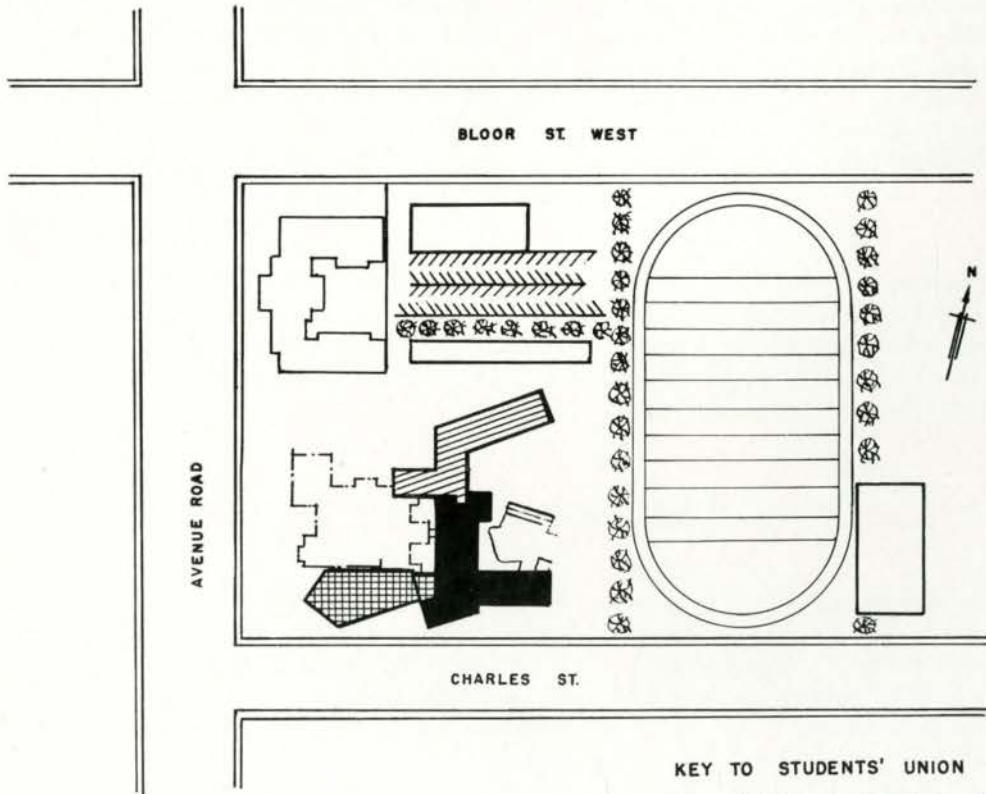 BLOOR ST. WEST
N
AVENUE ROAD
CHARLES ST.
KEY TO STUDENTS' UNION